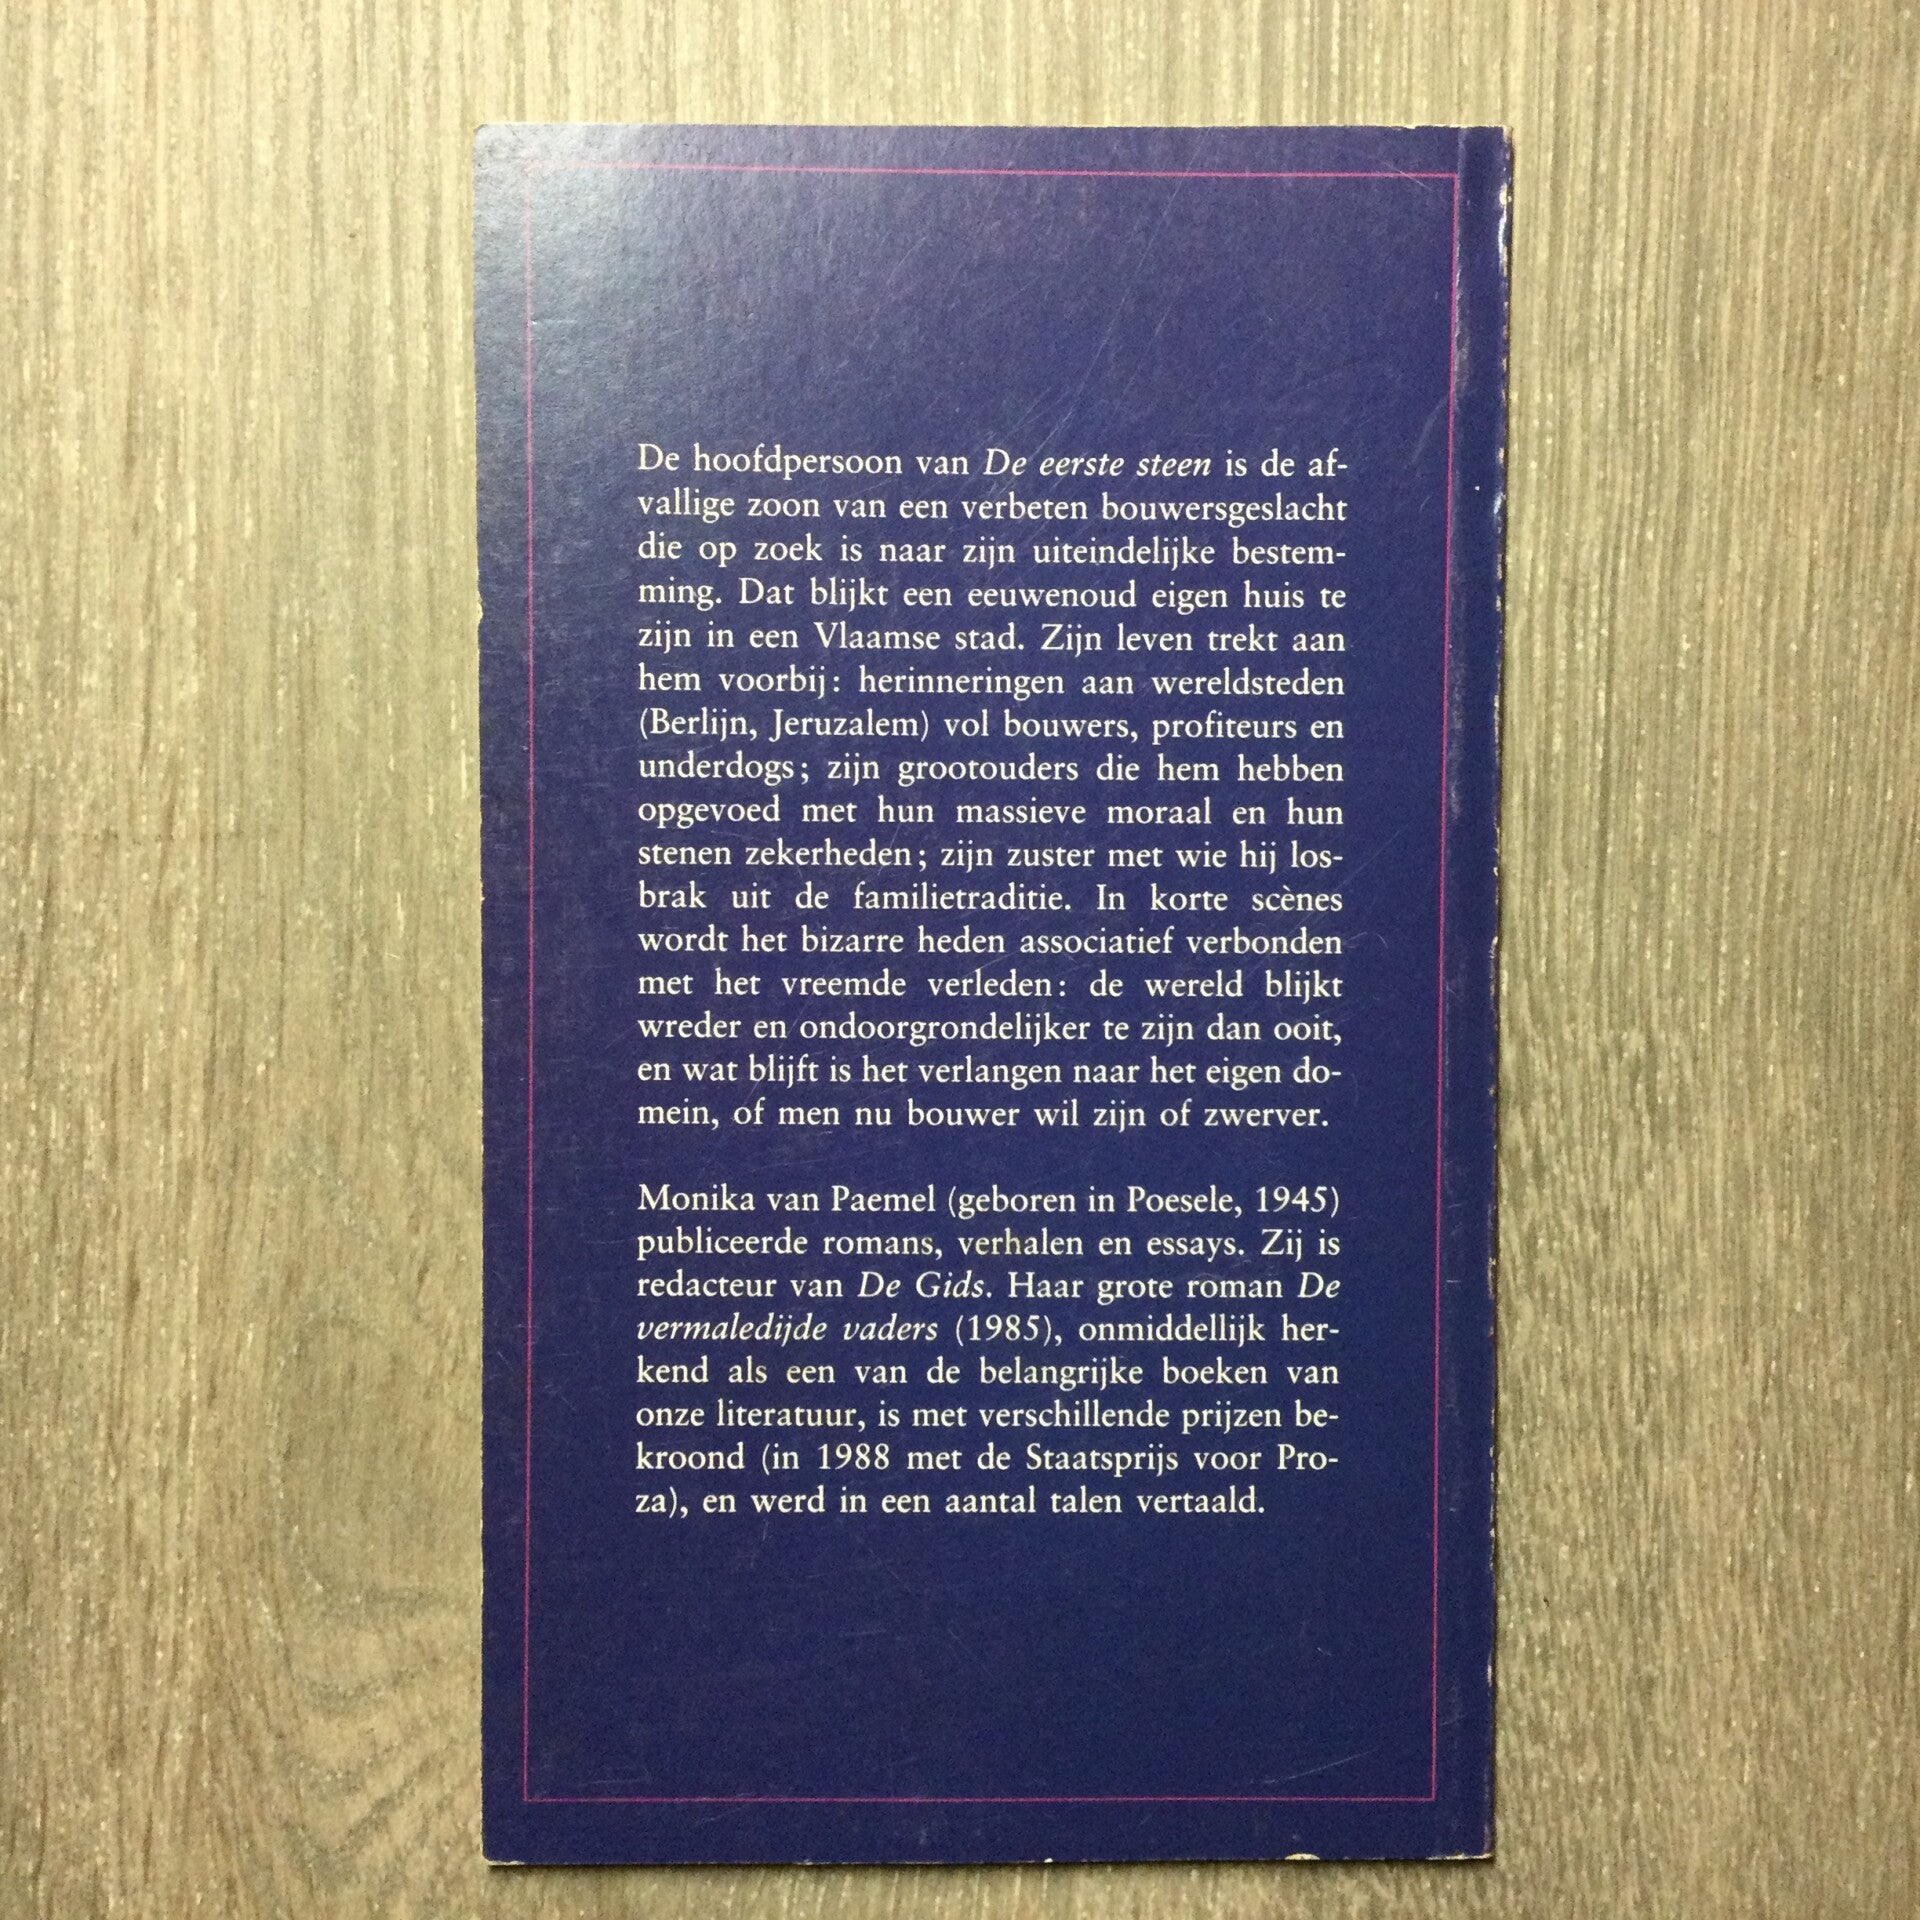 De hoofdpersoon van De eerste steen is de af-
vallige zoon van een verbeten bouwersgeslacht
die op zoek is naar zijn uiteindelijke bestem-
ming. Dat blijkt een eeuwenoud eigen huis te
zijn in een Vlaamse stad. Zijn leven trekt aan
hem voorbij: herinneringen aan wereldsteden
(Berlijn, Jeruzalem) vol bouwers, profiteurs en
underdogs; zijn grootouders die hem hebben
opgevoed met hun massieve moraal en hun
stenen zekerheden; zijn zuster met wie hij los-
brak uit de familietraditie. In korte scènes
wordt het bizarre heden associatief verbonden
met het vreemde verleden: de wereld blijkt
wreder en ondoorgrondelijker te zijn dan ooit,
en wat blijft is het verlangen naar het eigen do-
mein, of men nu bouwer wil zijn of zwerver.
Monika van Paemel (geboren in Poesele, 1945)
publiceerde romans, verhalen en essays. Zij is
redacteur van De Gids. Haar grote roman De
vermaledijde vaders (1985), onmiddellijk her-
kend als een van de belangrijke boeken van
onze literatuur, is met verschillende prijzen be-
kroond (in 1988 met de Staatsprijs voor Pro-
za), en werd in een aantal talen vertaald.